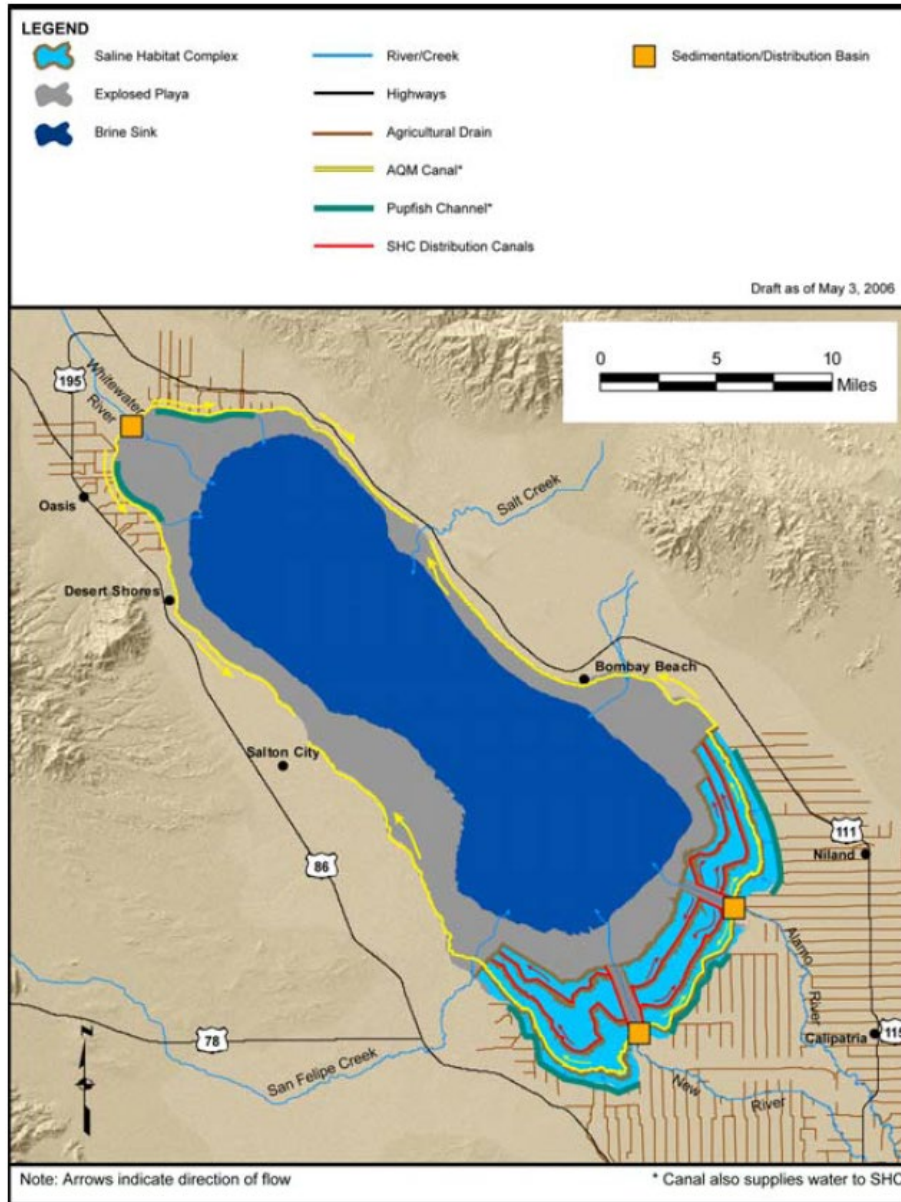 LEGEND
Saline Habitat Complex
River/Creek
Sedimentation/Distribution Basin
Explosed Playa
Highways
Brine Sink
Agricultural Drain
AQM Canal*
Pupfish Channel*
SHC Distribution Canals
Draft as of May 3, 2006
0 5 10
Miles
195
Whitewater
River
Oasis
Salt Creek
Desert Shores
Bombay Beach
Salton City
111
Niland
86
Alamo
River
N
78
Calipatria
115
San Felipe Creek
New
River
Note: Arrows indicate direction of flow
* Canal also supplies water to SHC